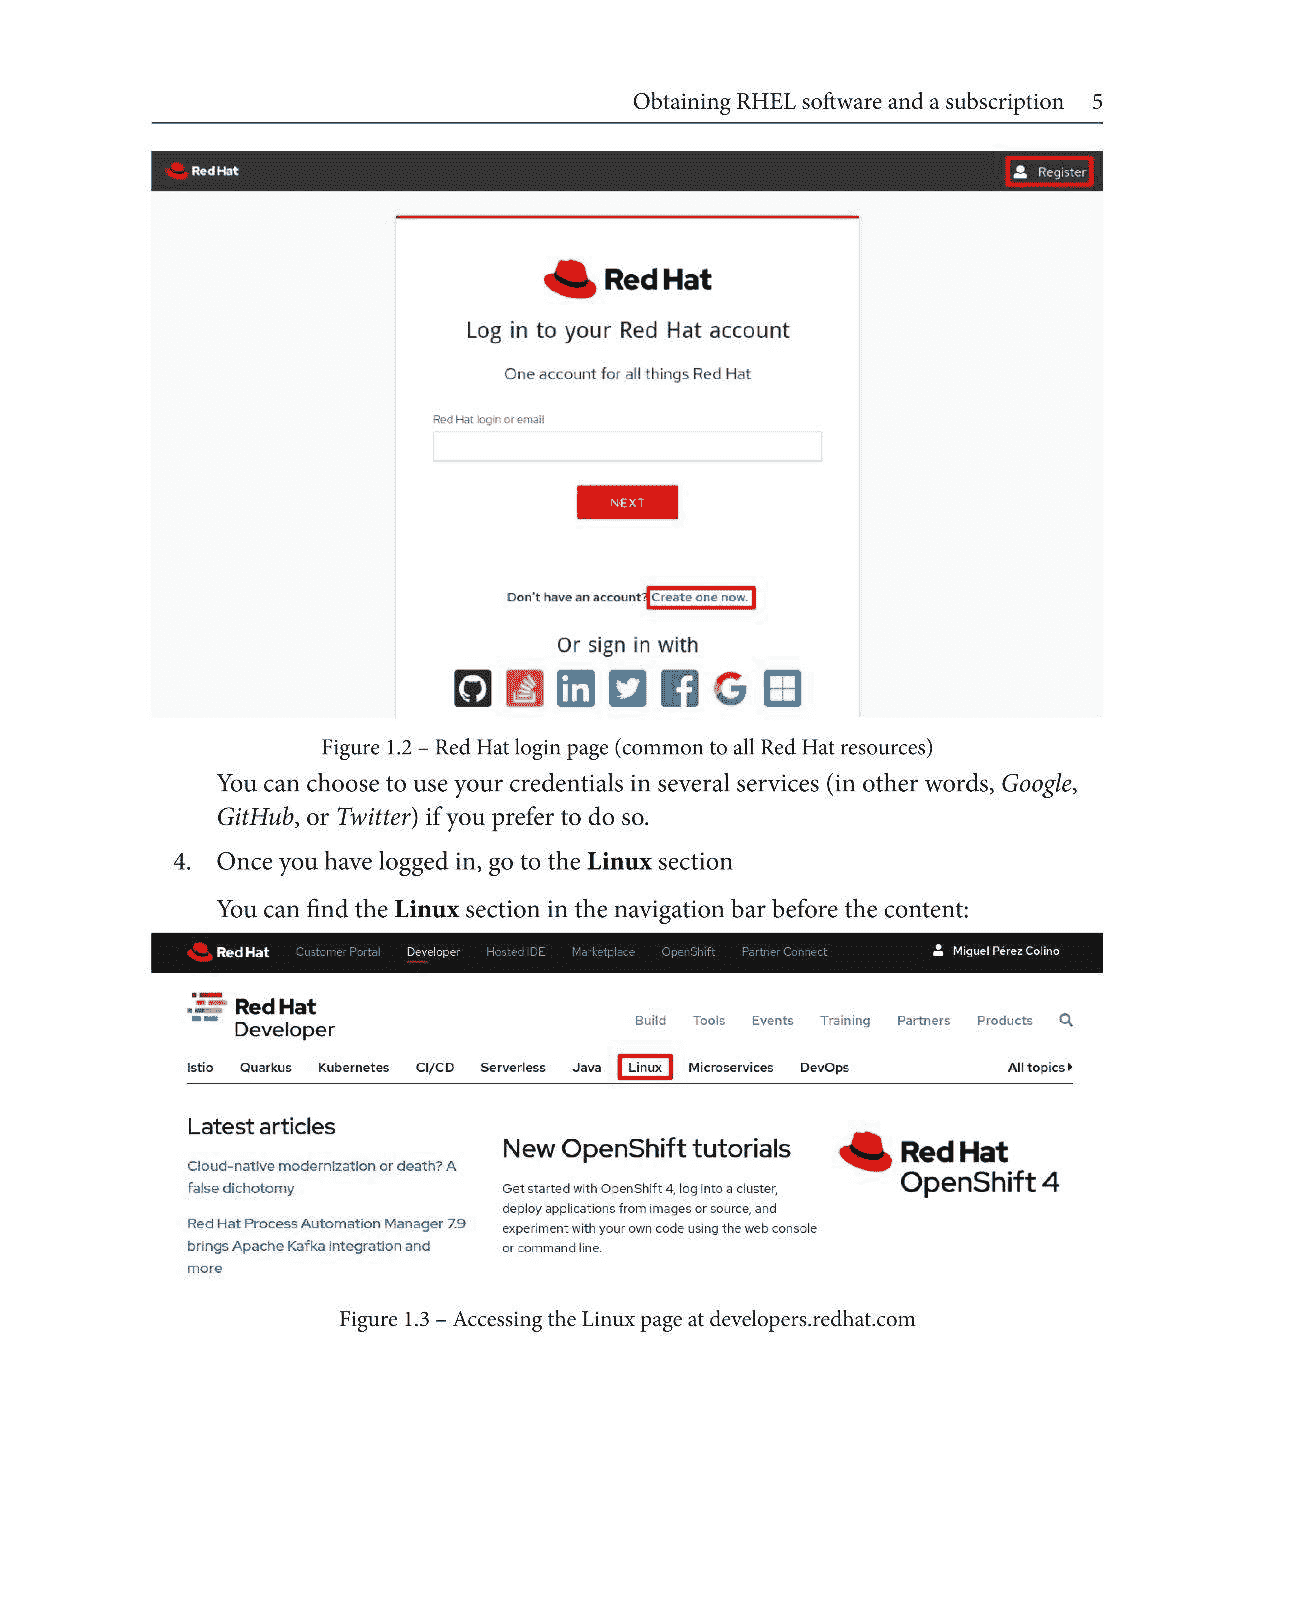 Obtaining RHEL software and a subscription 5
Red Hat
Register
Red Hat
Log in to your Red Hat account
One account for all things Red Hat
Red Hat login or email
NEXT
Don't have an account? Create one now.
Or sign in with
Figure 1.2 – Red Hat login page (common to all Red Hat resources)
You can choose to use your credentials in several services (in other words, Google,
GitHub, or Twitter) if you prefer to do so.
4. Once you have logged in, go to the Linux section
You can find the Linux section in the navigation bar before the content:
Red Hat Customer Portal Developer Hosted IDE Marketplace OpenShift Partner Connect Miguel Pérez Colino
Red Hat
Developer
Build Tools Events Training Partners Products
Istio Quarkus Kubernetes CI/CD Serverless Java Linux Microservices DevOps All topics
Latest articles
Cloud-native modernization or death? A
false dichotomy
Red Hat Process Automation Manager 7.9
brings Apache Kafka integration and
more
New OpenShift tutorials
Get started with OpenShift 4, log into a cluster,
deploy applications from images or source, and
experiment with your own code using the web console
or command line.
Red Hat
OpenShift 4
Figure 1.3 – Accessing the Linux page at developers.redhat.com